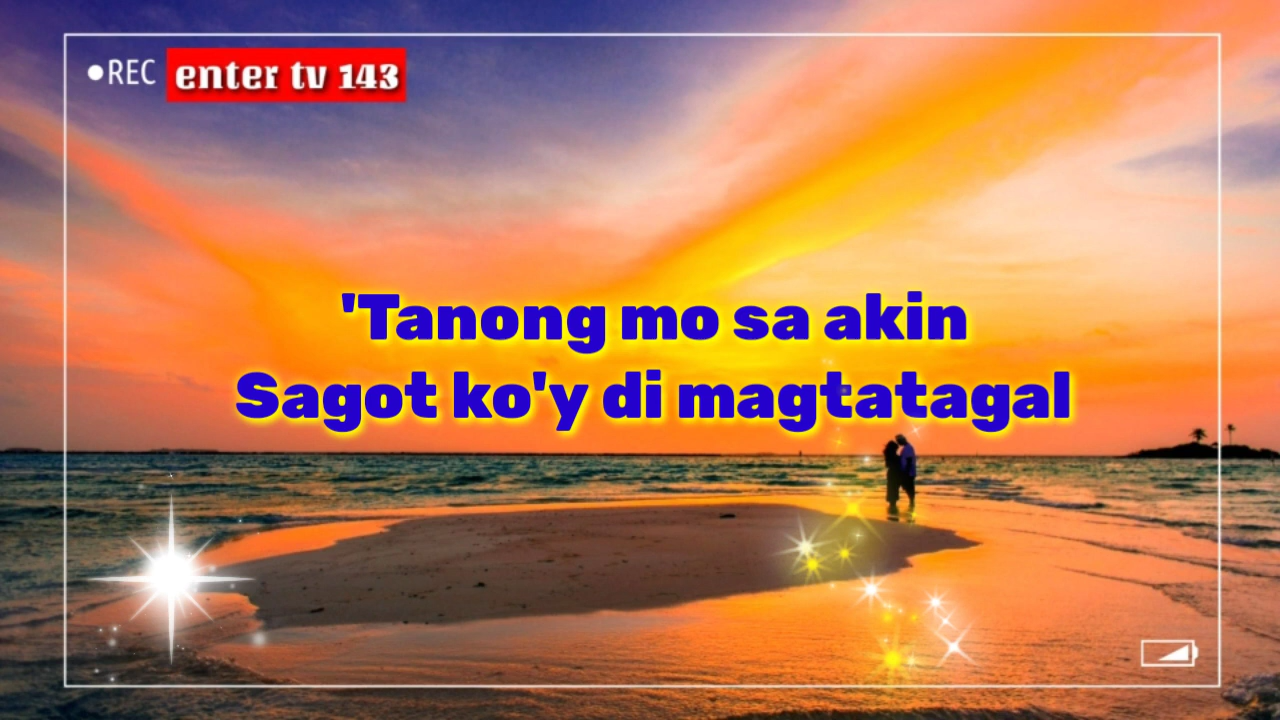 ●REC enter tv 143
'Tanong mo sa akin
Sagot ko'y di magtatagal